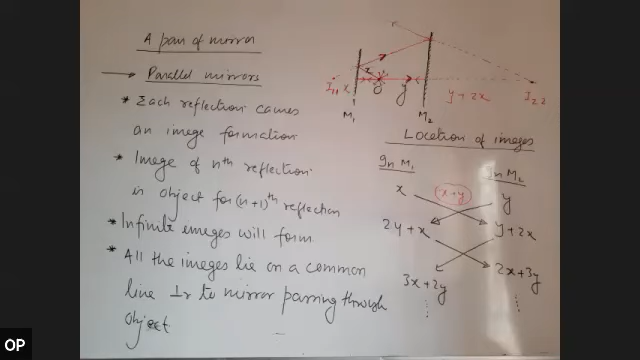 A pair of mirror
→ Parallel mirrors
* Each reflection causes
an image formation
* Image of nth reflection
is object for (n+1)th reflection
* Infinite images will form
* All the images lie on a common
line ⊥r to mirror passing through
object
I11 x O y y+2x I22
M1 M2
Location of images
In M1 In M2
x x+y y
2y+x y+2x
3x+2y 2x+3y
⋮ ⋮
OP